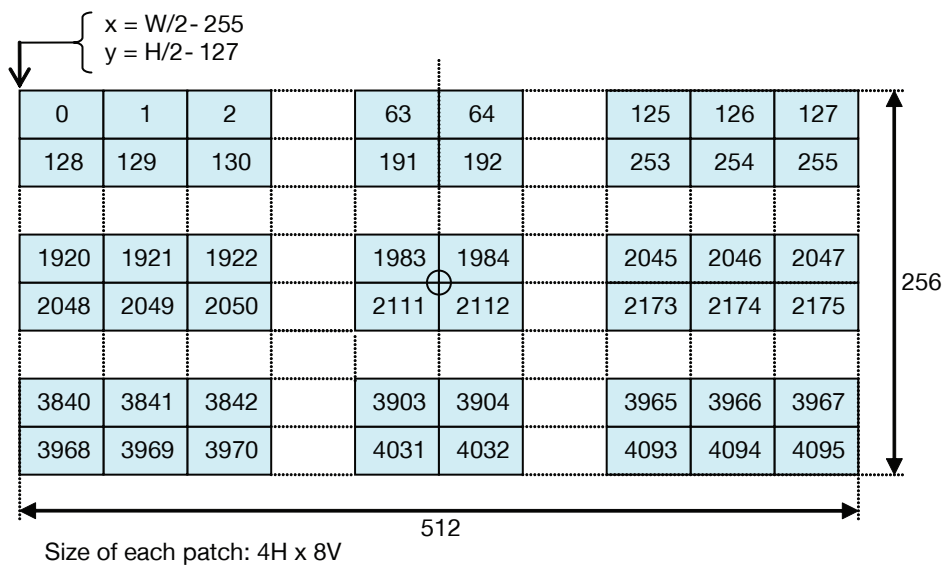 x = W/2- 255
y = H/2- 127
0 1 2 63 64 125 126 127
128 129 130 191 192 253 254 255
1920 1921 1922 1983 1984 2045 2046 2047
256
2048 2049 2050 2111 2112 2173 2174 2175
3840 3841 3842 3903 3904 3965 3966 3967
3968 3969 3970 4031 4032 4093 4094 4095
512
Size of each patch: 4H x 8V